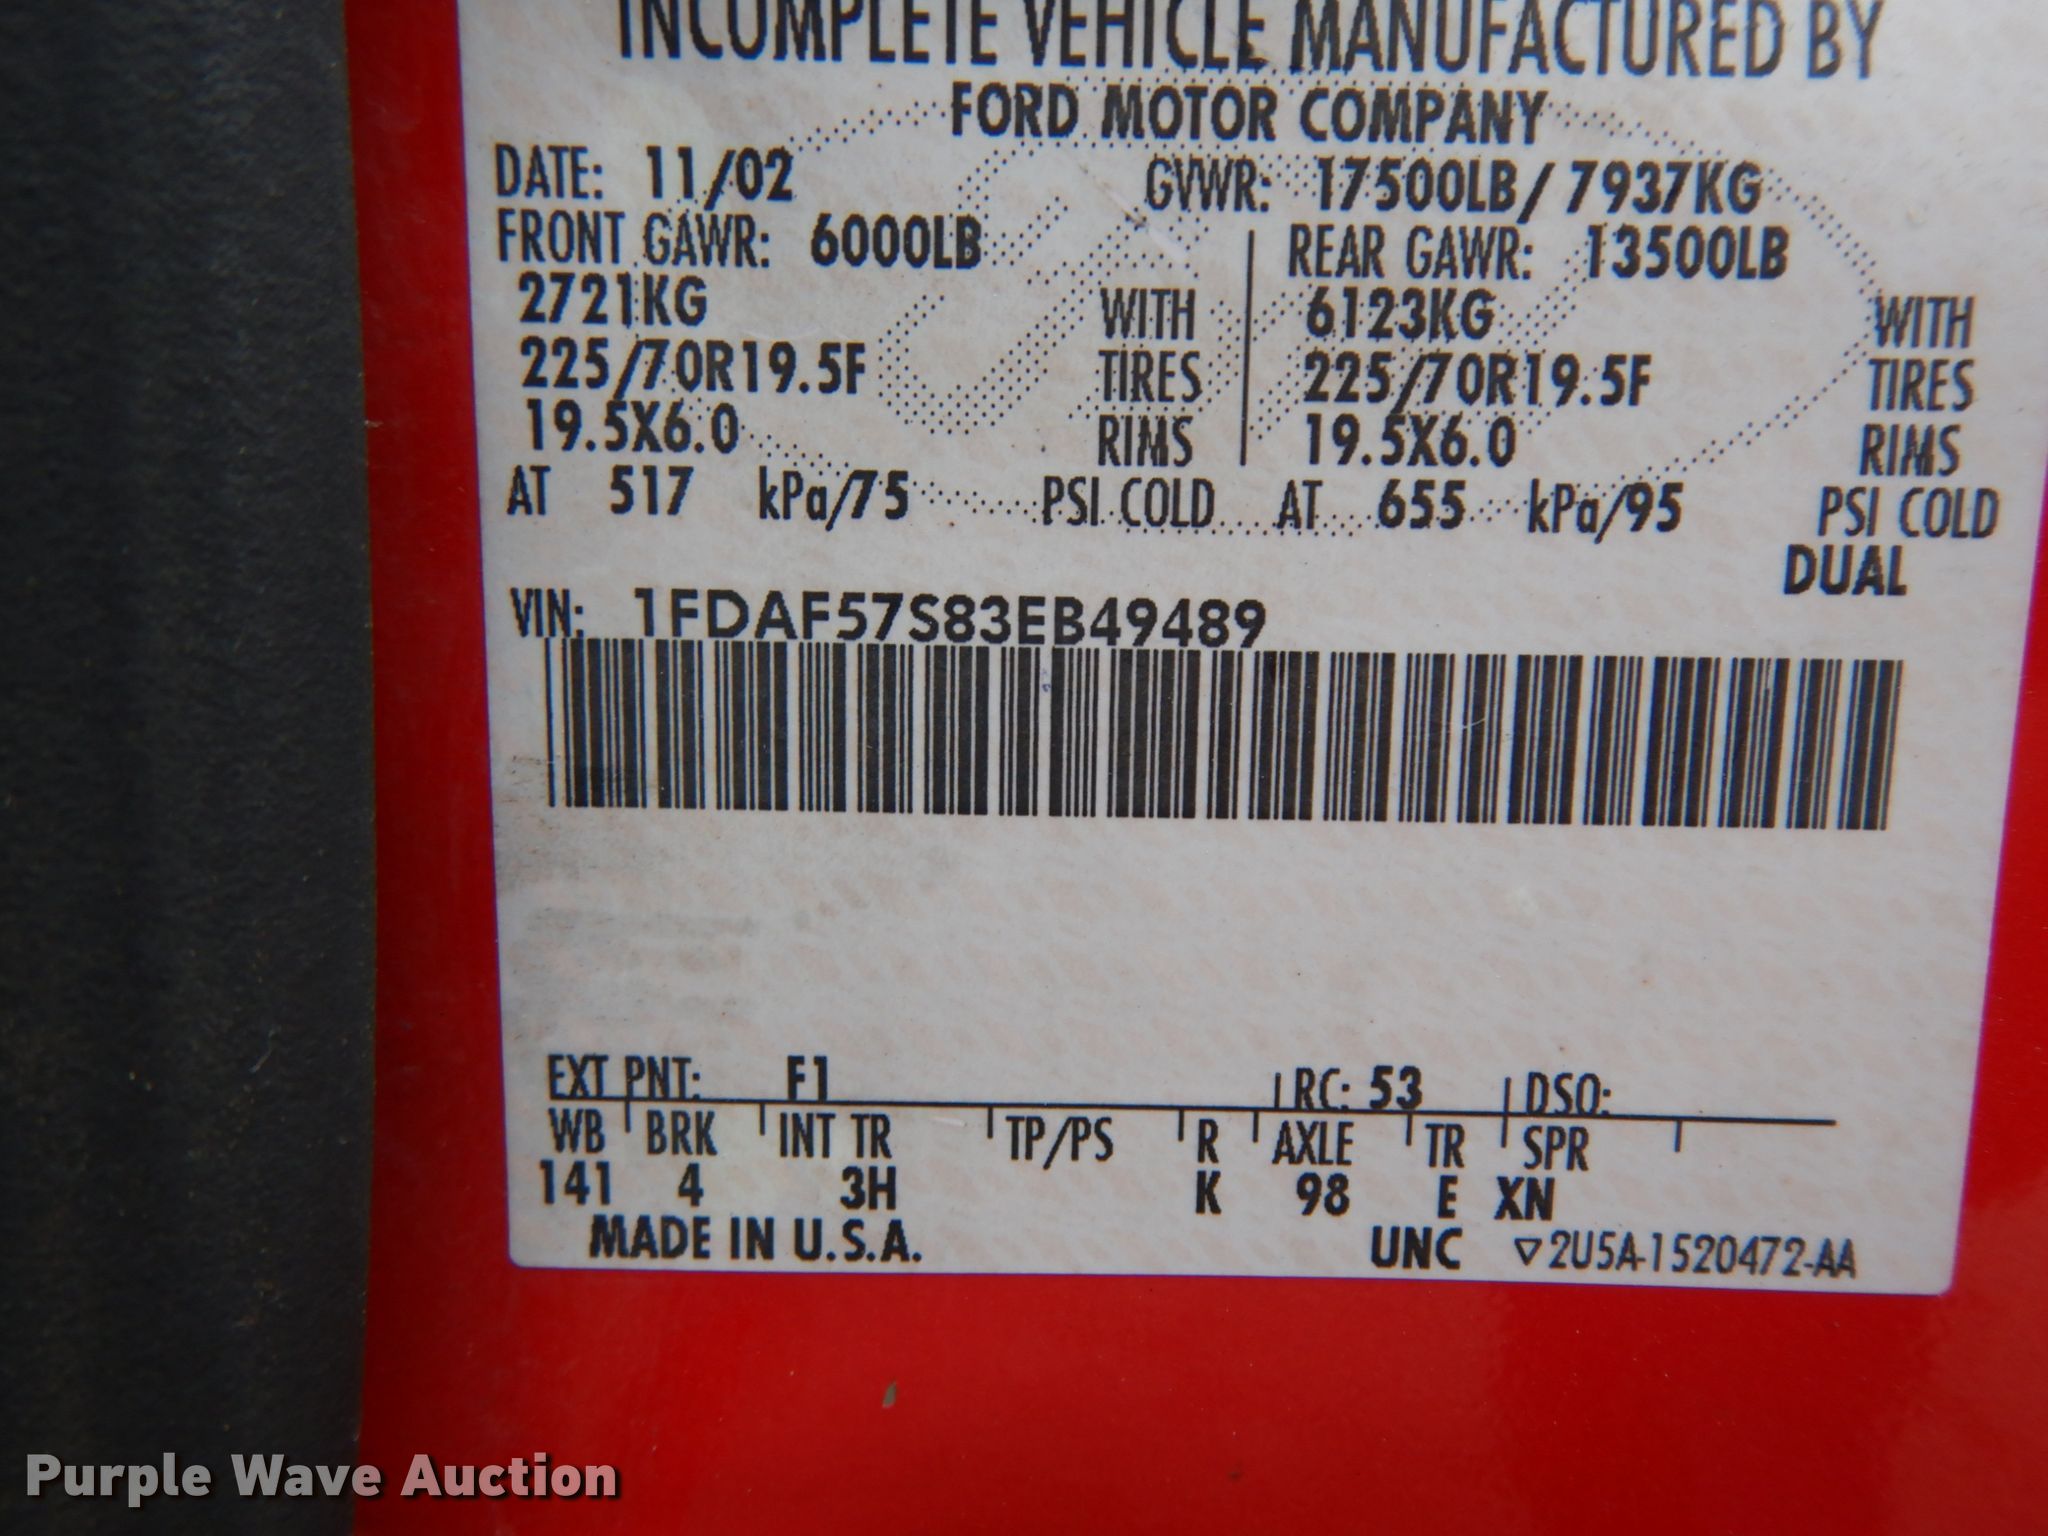 INCOMPLETE VEHICLE MANUFACTURED BY
FORD MOTOR COMPANY
DATE: 11/02 GVWR: 17500LB/ 7937KG
FRONT GAWR: 6000LB REAR GAWR: 13500LB
2721KG WITH 6123KG WITH
225/70R19.5F TIRES 225/70R19.5F TIRES
19.5X6.0 RIMS 19.5X6.0 RIMS
AT 517 kPa/75 PSI COLD AT 655 kPa/95 PSI COLD
DUAL
VIN: 1FDAF57S83EB49489
EXT PNT: F1 RC: 53 DSO:
WB BRK INT TR TP/PS R AXLE TR SPR
141 4 3H K 98 E XN
MADE IN U.S.A. UNC ▽2U5A-1520472-AA
Purple Wave Auction